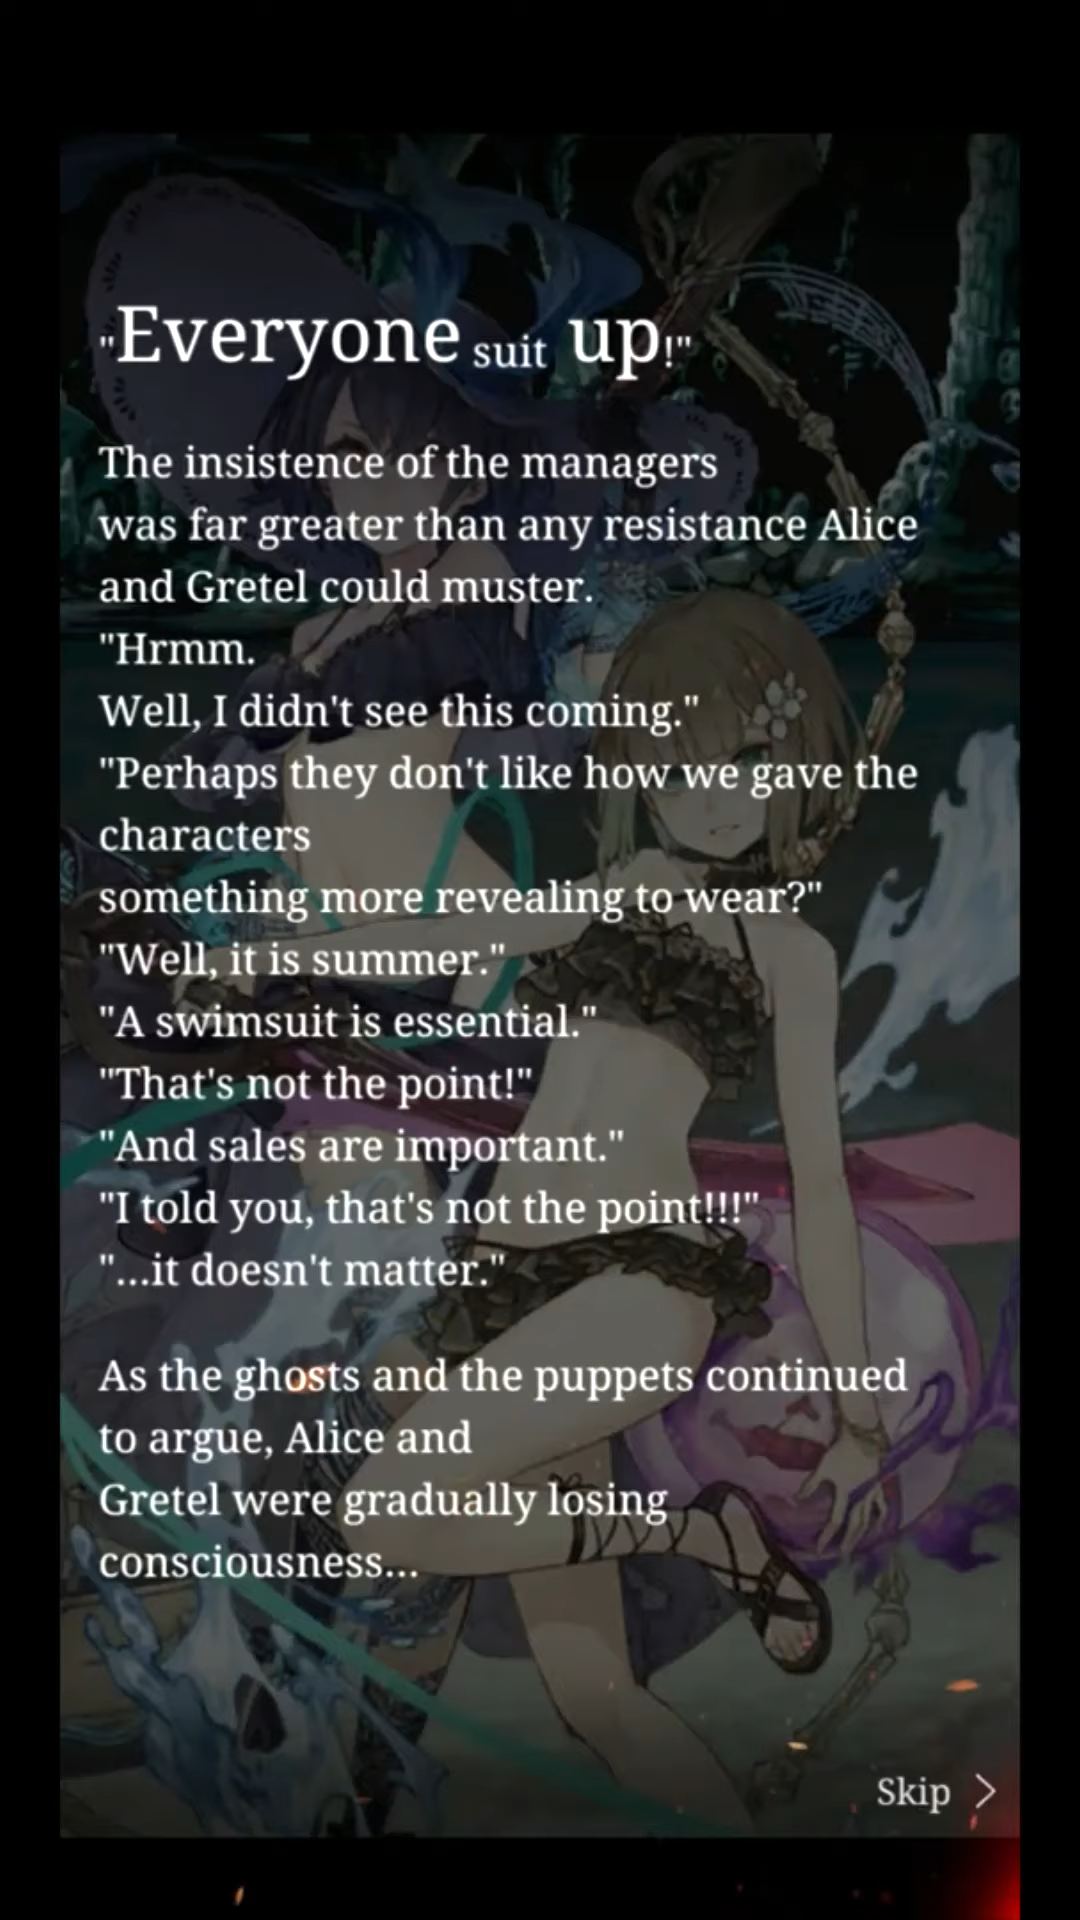 "Everyone suit up!"
The insistence of the managers
was far greater than any resistance Alice
and Gretel could muster.
"Hrmm.
Well, I didn't see this coming."
"Perhaps they don't like how we gave the
characters
something more revealing to wear?"
"Well, it is summer."
"A swimsuit is essential."
"That's not the point!"
"And sales are important."
"I told you, that's not the point!!!"
"...it doesn't matter."
As the ghosts and the puppets continued
to argue, Alice and
Gretel were gradually losing
consciousness...
Skip >